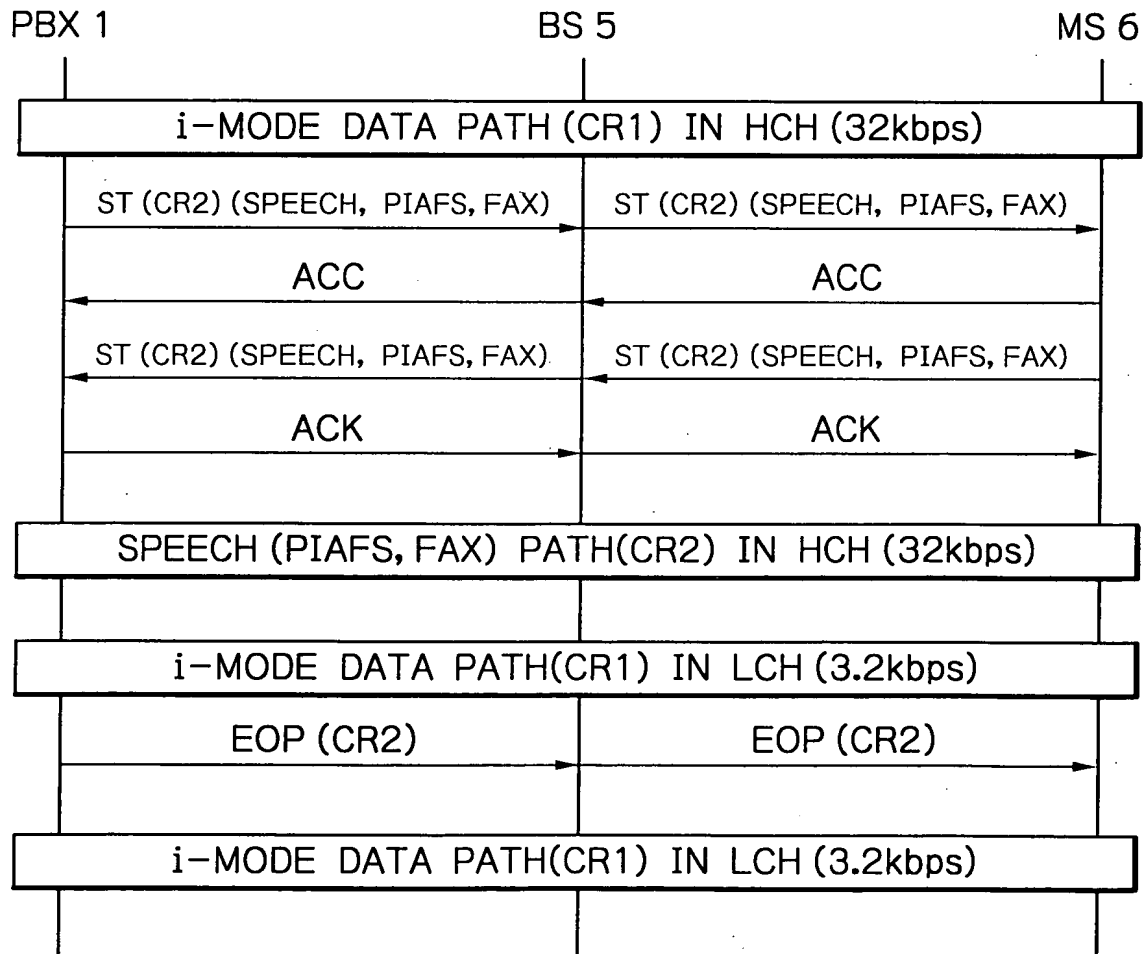 PBX 1 BS 5 MS 6
i-MODE DATA PATH (CR1) IN HCH (32kbps)
ST (CR2) (SPEECH, PIAFS, FAX) ST (CR2) (SPEECH, PIAFS, FAX)
ACC ACC
ST (CR2) (SPEECH, PIAFS, FAX) ST (CR2) (SPEECH, PIAFS, FAX)
ACK ACK
SPEECH (PIAFS, FAX) PATH(CR2) IN HCH (32kbps)
i-MODE DATA PATH(CR1) IN LCH (3.2kbps)
EOP (CR2) EOP (CR2)
i-MODE DATA PATH(CR1) IN LCH (3.2kbps)